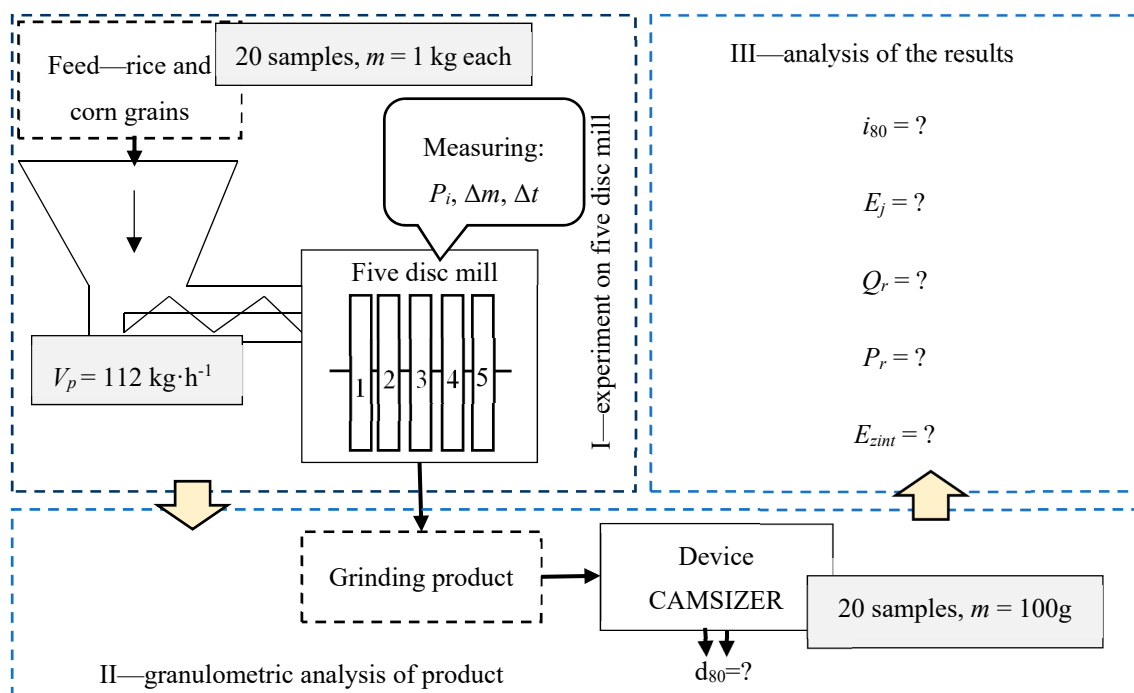 Feed—rice and
corn grains
20 samples, m = 1 kg each
Measuring:
Pᵢ, Δm, Δt
Five disc mill
1 2 3 4 5
Vₚ = 112 kg·h⁻¹
I—experiment on five disc mill
III—analysis of the results
i₈₀ = ?
Eⱼ = ?
Qᵣ = ?
Pᵣ = ?
E_zint = ?
Grinding product
Device
CAMSIZER
20 samples, m = 100g
d₈₀=?
II—granulometric analysis of product